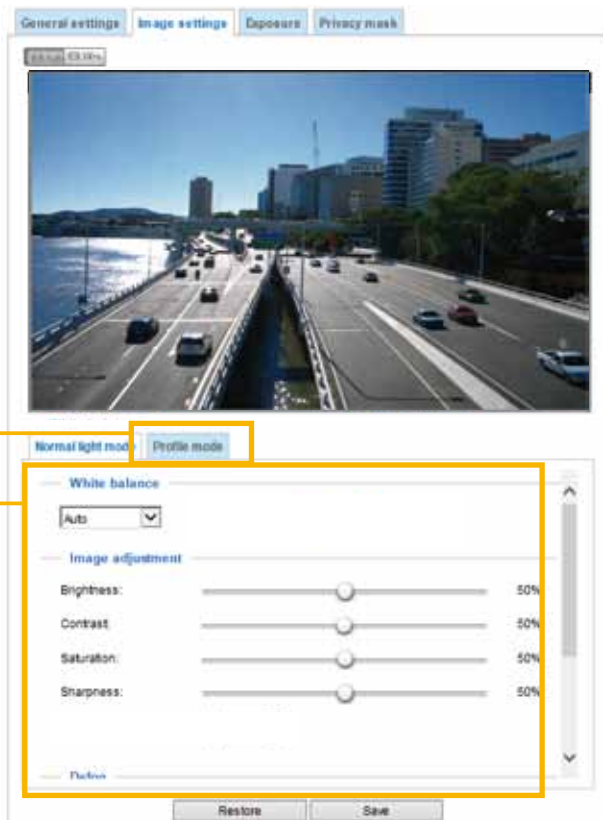 General settings Image settings Exposure Privacy mask
Normal light mode Profile mode
White balance
Auto
Image adjustment
Brightness: 50%
Contrast: 50%
Saturation: 50%
Sharpness: 50%
Defog
Restore Save